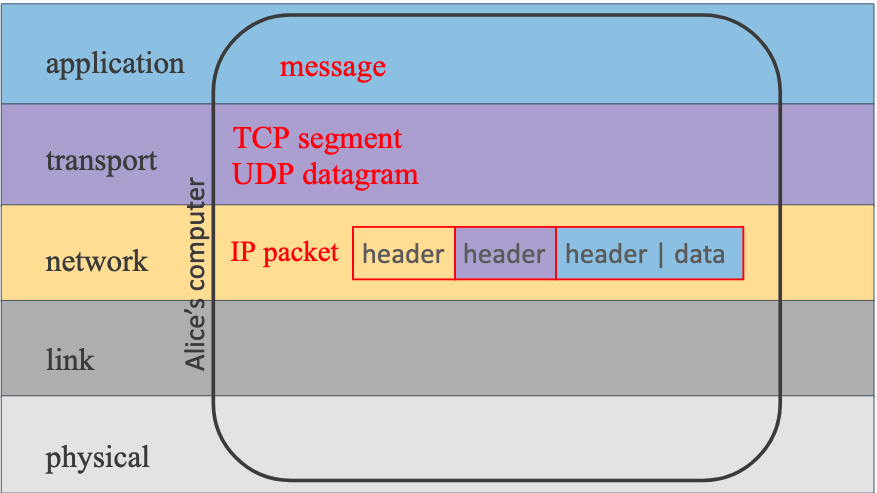 application
message
transport
TCP segment
UDP datagram
network
IP packet
header
header
header | data
Alice's computer
link
physical